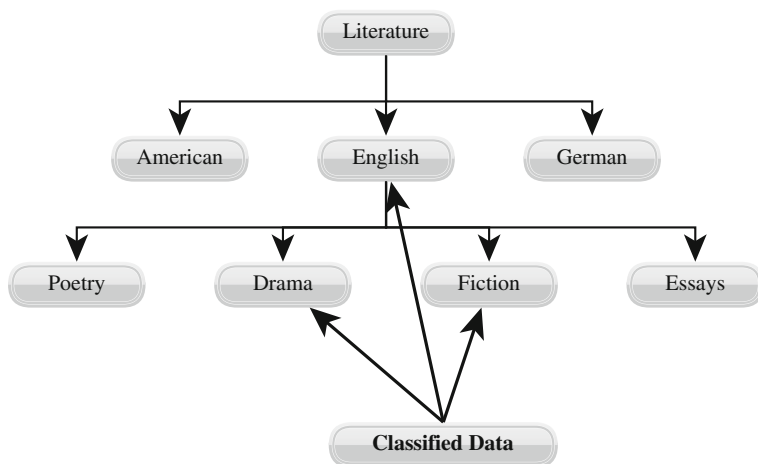 Literature
American
English
German
Poetry
Drama
Fiction
Essays
Classified Data